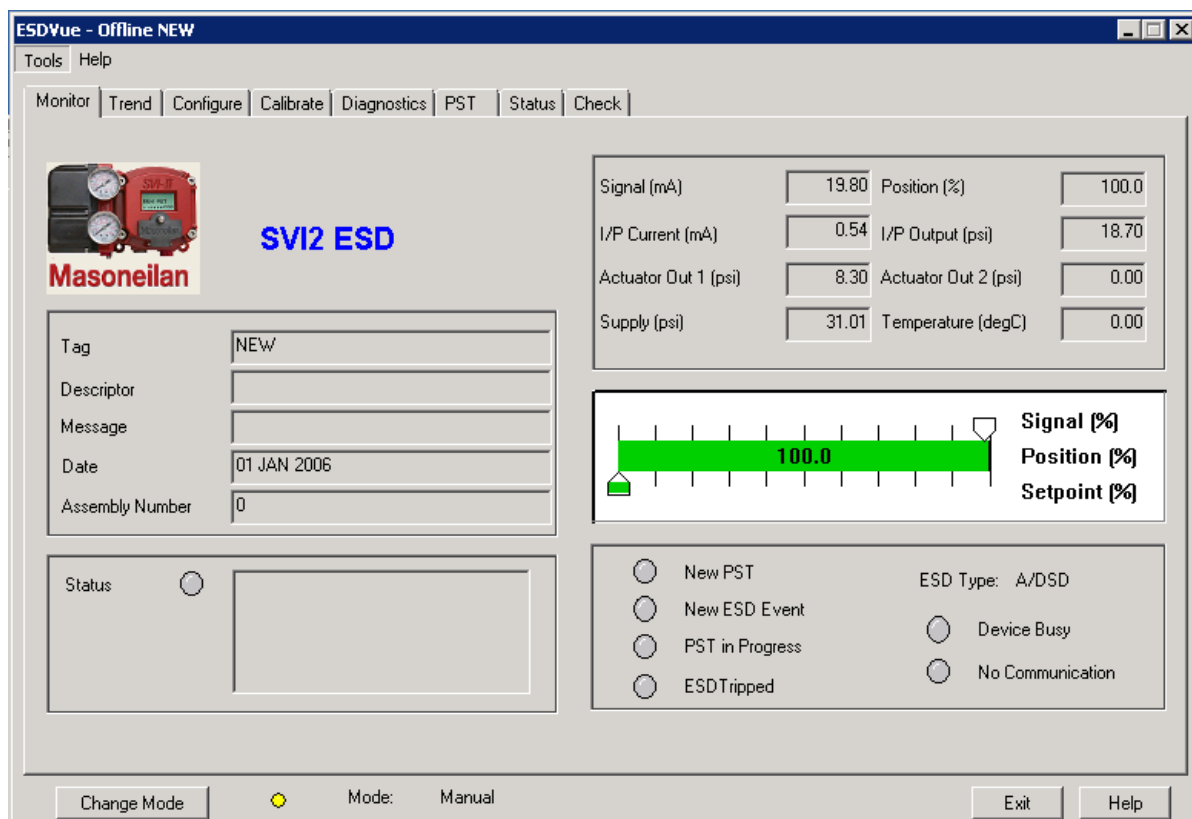 ESDVue - Offline NEW
Tools Help
Monitor Trend Configure Calibrate Diagnostics PST Status Check
SVI-II
Masoneilan
SVI2 ESD
Signal (mA) 19.80 Position (%) 100.0
I/P Current (mA) 0.54 I/P Output (psi) 18.70
Actuator Out 1 (psi) 8.30 Actuator Out 2 (psi) 0.00
Supply (psi) 31.01 Temperature (degC) 0.00
Tag NEW
Descriptor
Message
Date 01 JAN 2006
Assembly Number 0
Signal (%)
100.0 Position (%)
Setpoint (%)
Status
New PST
New ESD Event
PST in Progress
ESDTripped
ESD Type: A/DSD
Device Busy
No Communication
Change Mode Mode: Manual Exit Help